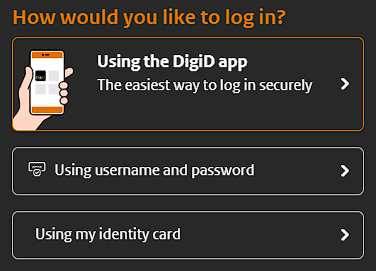 How would you like to log in?
Using the DigiD app
The easiest way to log in securely
Using username and password
Using my identity card